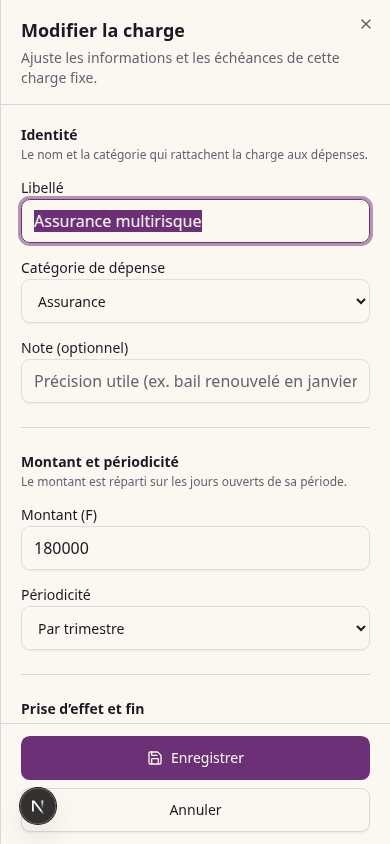 Modifier la charge
Ajuste les informations et les échéances de cette
charge fixe.
Identité
Le nom et la catégorie qui rattachent la charge aux dépenses.
Libellé
Assurance multirisque
Catégorie de dépense
Assurance
Note (optionnel)
Précision utile (ex. bail renouvelé en janvier
Montant et périodicité
Le montant est réparti sur les jours ouverts de sa période.
Montant (F)
180000
Périodicité
Par trimestre
Prise d’effet et fin
Enregistrer
N
Annuler